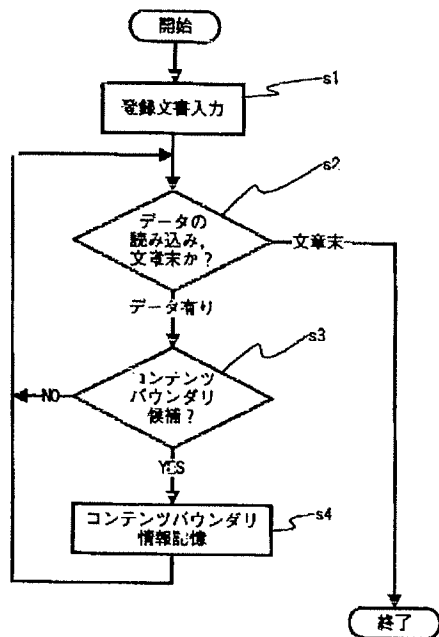 開始
s1
登録文書入力
s2
データの
読み込み,
文章末か?
文章末
データ有り
s3
コンテンツ
バウンダリ
候補?
NO
YES
s4
コンテンツバウンダリ
情報記憶
終了